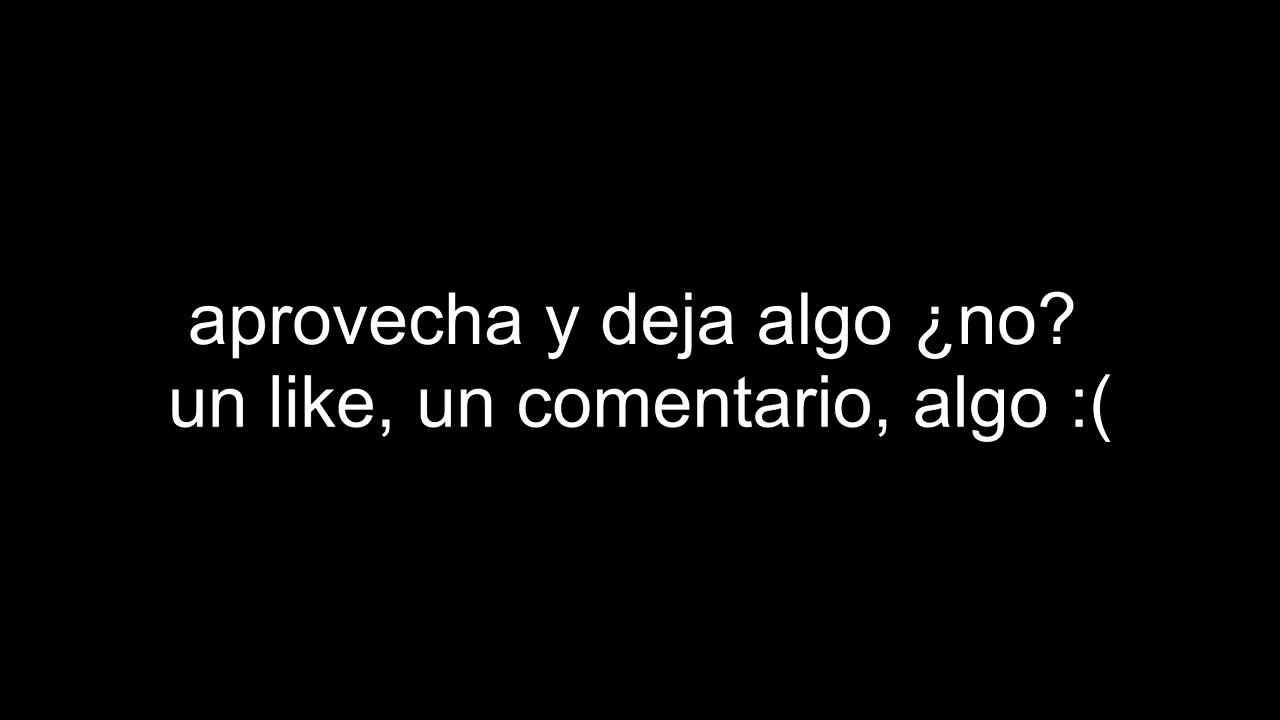 aprovecha y deja algo ¿no?
un like, un comentario, algo :(